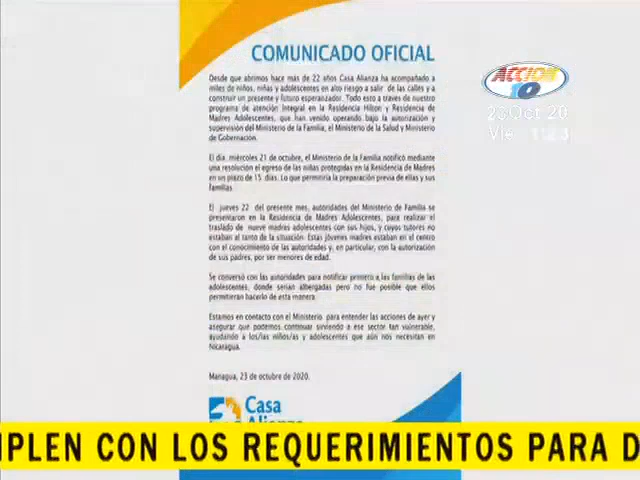 COMUNICADO OFICIAL
ACCION
10
23 Oct 20
Vie
Desde que abrimos hace más de 22 años Casa Alianza ha acompañado a
miles de niños, niñas y adolescentes en alto riesgo a salir de las calles y a
construir un presente y futuro esperanzador. Todo esto a traves de nuestro
programa de atención Integral en la Residencia Hilton y Residencia de
Madres Adolescentes, que han venido operando bajo la autorización y
supervisión del Ministerio de la Familia, el Ministerio de la Salud y Ministerio
de Gobernación.
El día, miércoles 21 de octubre, el Ministerio de la Familia notificó mediante
una resolución el egreso de las niñas protegidas en la Residencia de Madres
en un plazo de 15 días. Lo que permitiría la preparación previa de ellas y sus
familias.
El jueves 22 del presente mes, autoridades del Ministerio de Familia se
presentaron en la Residencia de Madres Adolescentes, para realizar el
traslado de nueve madres adolescentes con sus hijos, y cuyos tutores no
estaban al tanto de la situación. Estas jóvenes madres estaban en el centro
con el conocimiento de las autoridades y, en particular, con la autorización
de sus padres, por ser menores de edad.
Se conversó con las autoridades para notificar primero a las familias de las
adolescentes, donde serian albergadas pero no fue posible que ellos
permitieran hacerlo de esta manera.
Estamos en contacto con el Ministerio para entender las acciones de ayer y
asegurar que podemos continuar sirviendo a ese sector tan vulnerable,
ayudando a los/las niños/as y adolescentes que aún nos necesitan en
Nicaragua.
Managua, 23 de octubre de 2020.
Casa
Alianza
MPLEN CON LOS REQUERIMIENTOS PARA D